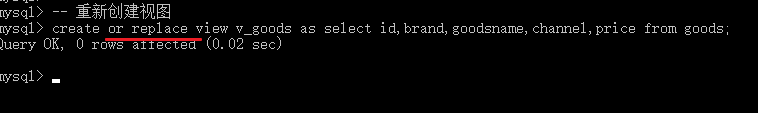 mysql> -- 重新创建视图
mysql> create or replace view v_goods as select id,brand,goodsname,channel,price from goods;
Query OK, 0 rows affected (0.02 sec)
mysql>